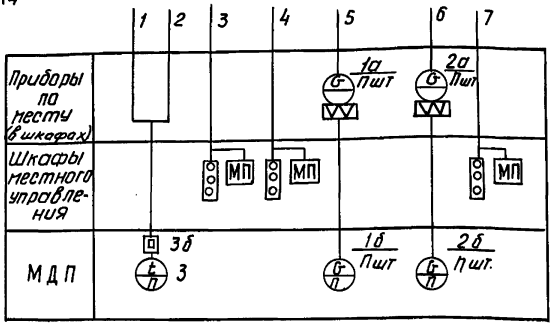 14
1 2 3 4 5 6 7
Приборы
по
месту
(в шкафах)
G 1а
Пшт
G 2а
Пшт
Шкафы
местного
управле-
ния
МП МП МП
МДП
3б
t
П 3
G
П 1б
Пшт
G
П 2б
Пшт.